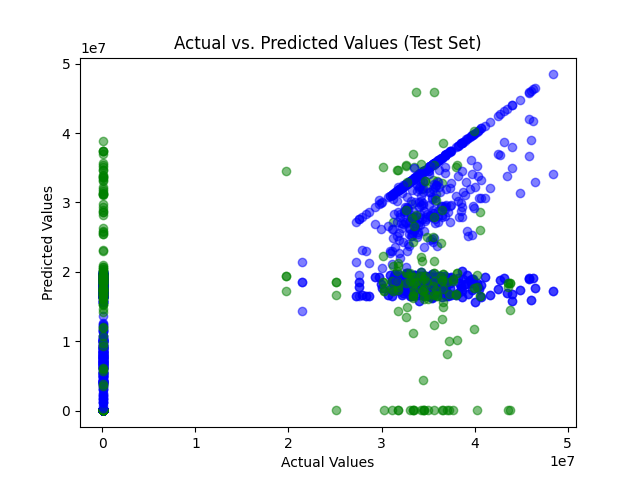 Actual vs. Predicted Values (Test Set)
1e7
5
4
3
2
1
0
Predicted Values
0
1
2
3
4
5
1e7
Actual Values